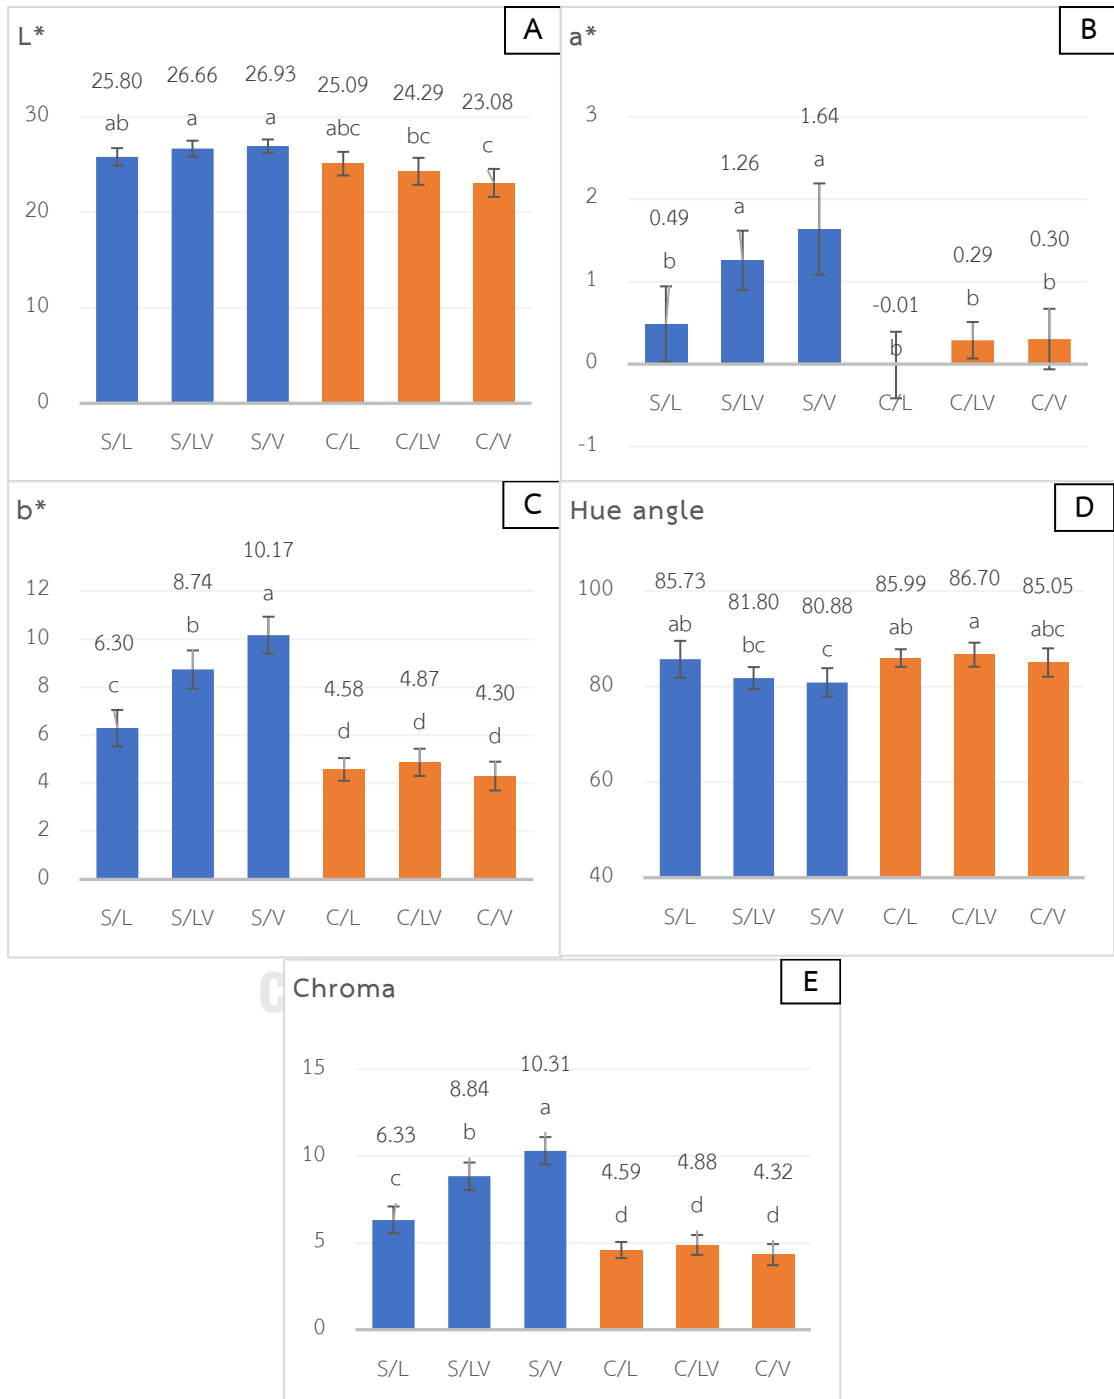 L*
A
25.80 26.66 26.93 25.09 24.29 23.08
30
ab a a abc bc c
20
10
0
S/L S/LV S/V C/L C/LV C/V
a*
B
3
1.64
2
1.26
a
0.49
a
0.30
0.29
1
b
-0.01
b
b
b
0
S/L S/LV S/V C/L C/LV C/V
-1
b*
C
10.17
12
8.74
a
10
6.30
b
8
c
4.58 4.87 4.30
6
d d d
4
2
0
S/L S/LV S/V C/L C/LV C/V
Hue angle
D
100
85.73 81.80 80.88 85.99 86.70 85.05
ab bc c ab a abc
80
60
40
S/L S/LV S/V C/L C/LV C/V
Chroma
E
15
10.31
8.84
a
6.33
b
10
c
4.59 4.88 4.32
d d d
5
0
S/L S/LV S/V C/L C/LV C/V